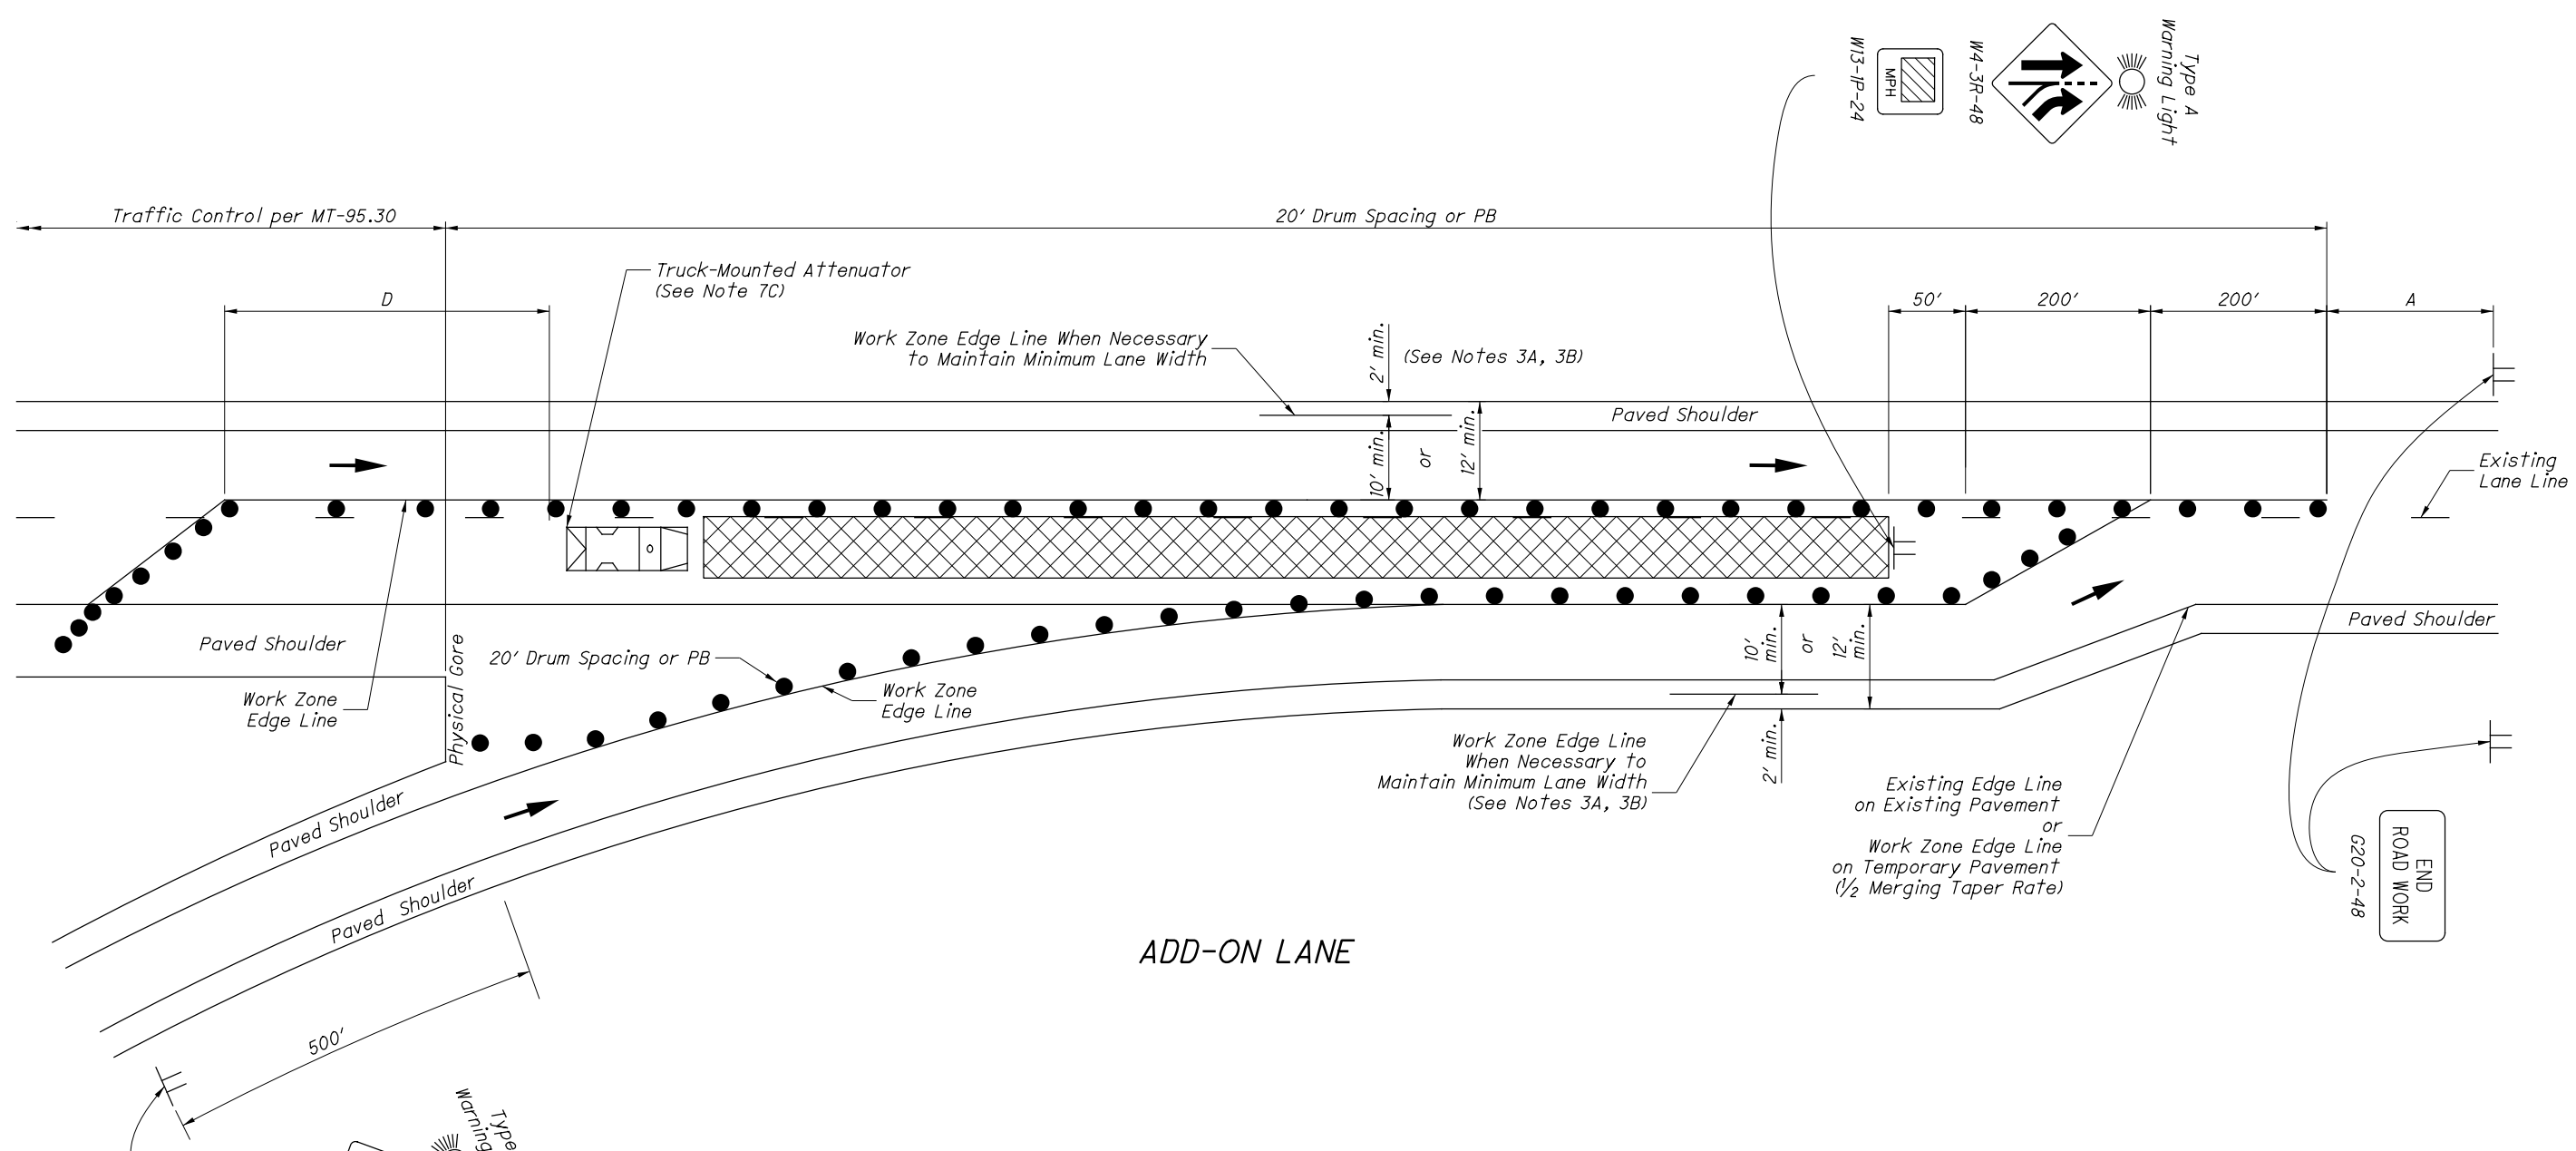 Type A
Warning Light
W4-3R-48
MPH
W13-1P-24
Traffic Control per MT-95.30
20' Drum Spacing or PB
Truck-Mounted Attenuator
(See Note 7C)
D
50'
200'
200'
A
Work Zone Edge Line When Necessary
to Maintain Minimum Lane Width
2' min.
(See Notes 3A, 3B)
Paved Shoulder
10' min.
or
12' min.
Existing
Lane Line
Paved Shoulder
Work Zone
Edge Line
Physical Gore
20' Drum Spacing or PB
Work Zone
Edge Line
10'
min.
or
12'
min.
Paved Shoulder
2' min.
Work Zone Edge Line
When Necessary to
Maintain Minimum Lane Width
(See Notes 3A, 3B)
Existing Edge Line
on Existing Pavement
or
Work Zone Edge Line
on Temporary Pavement
(1/2 Merging Taper Rate)
END
ROAD WORK
G20-2-48
Paved Shoulder
Paved Shoulder
ADD-ON LANE
500'
Type
Warning